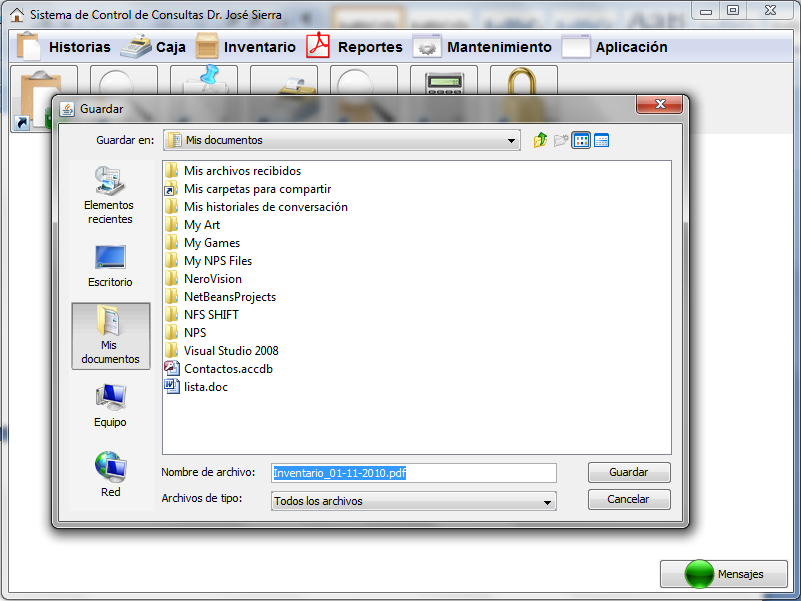 Sistema de Control de Consultas Dr. José Sierra
Historias Caja Inventario Reportes Mantenimiento Aplicación
Guardar
Guardar en: Mis documentos
Elementos recientes
Escritorio
Mis documentos
Equipo
Red
Mis archivos recibidos
Mis carpetas para compartir
Mis historiales de conversación
My Art
My Games
My NPS Files
NeroVision
NetBeansProjects
NFS SHIFT
NPS
Visual Studio 2008
Contactos.accdb
lista.doc
Nombre de archivo: Inventario_01-11-2010.pdf Guardar
Archivos de tipo: Todos los archivos Cancelar
Mensajes